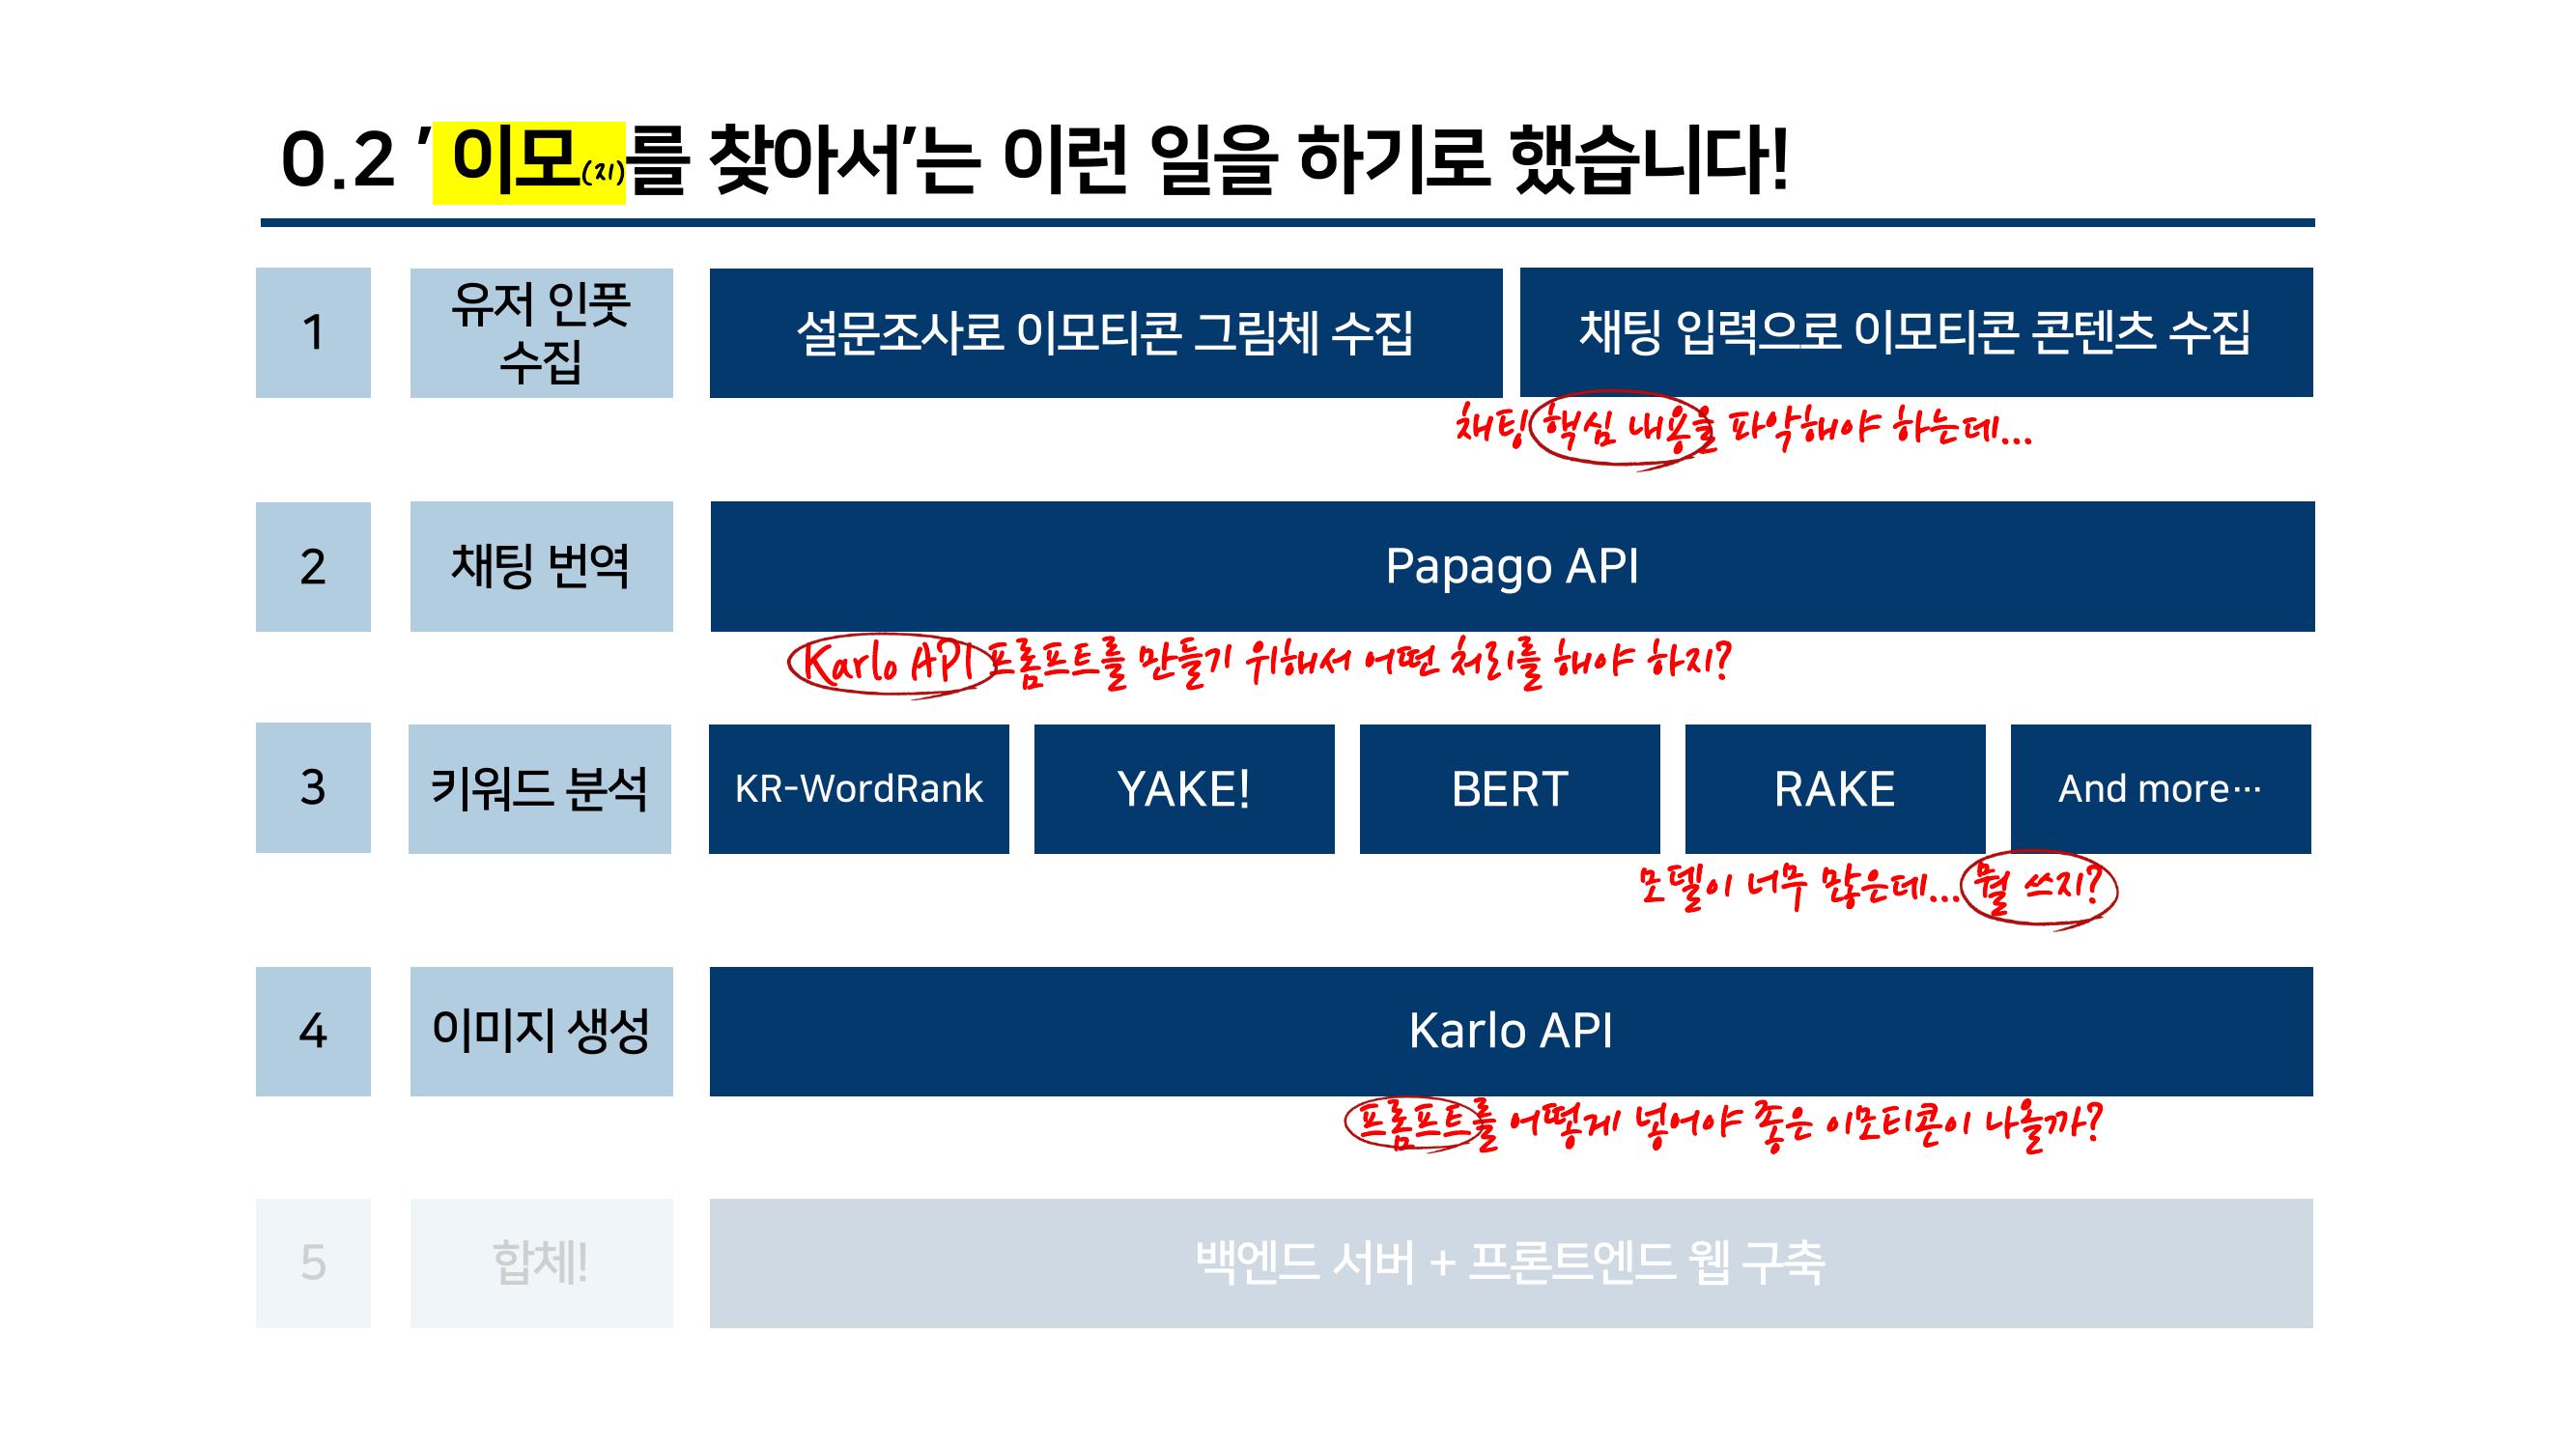 0.2 '이모(지)를 찾아서'는 이런 일을 하기로 했습니다!
1
유저 인풋
수집
설문조사로 이모티콘 그림체 수집
채팅 입력으로 이모티콘 콘텐츠 수집
채팅 핵심 내용을 파악해야 하는데...
2
채팅 번역
Papago API
Karlo API 프롬프트를 만들기 위해서 어떤 처리를 해야 하지?
3
키워드 분석
KR-WordRank
YAKE!
BERT
RAKE
And more…
모델이 너무 많은데... 뭘 쓰지?
4
이미지 생성
Karlo API
프롬프트를 어떻게 넣어야 좋은 이모티콘이 나올까?
5
합체!
백엔드 서버 + 프론트엔드 웹 구축